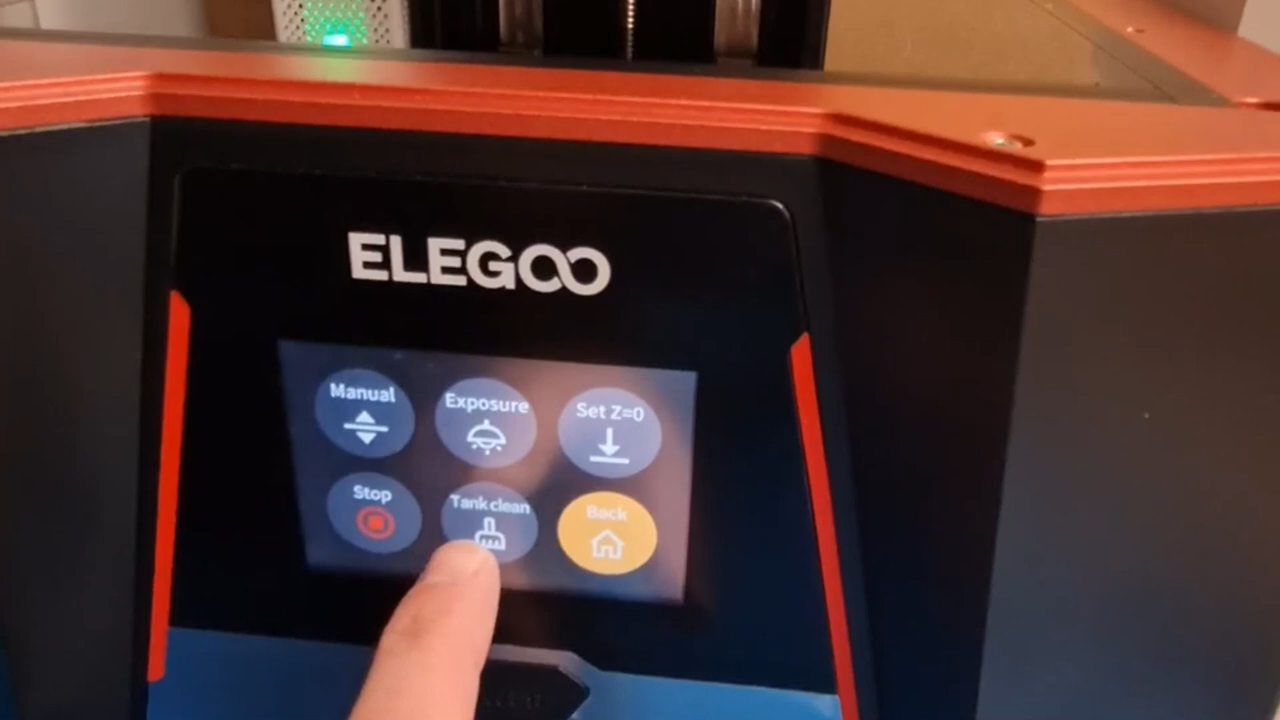 ELEGOO
Manual
Exposure
Set Z=0
Stop
Tank clean
Back